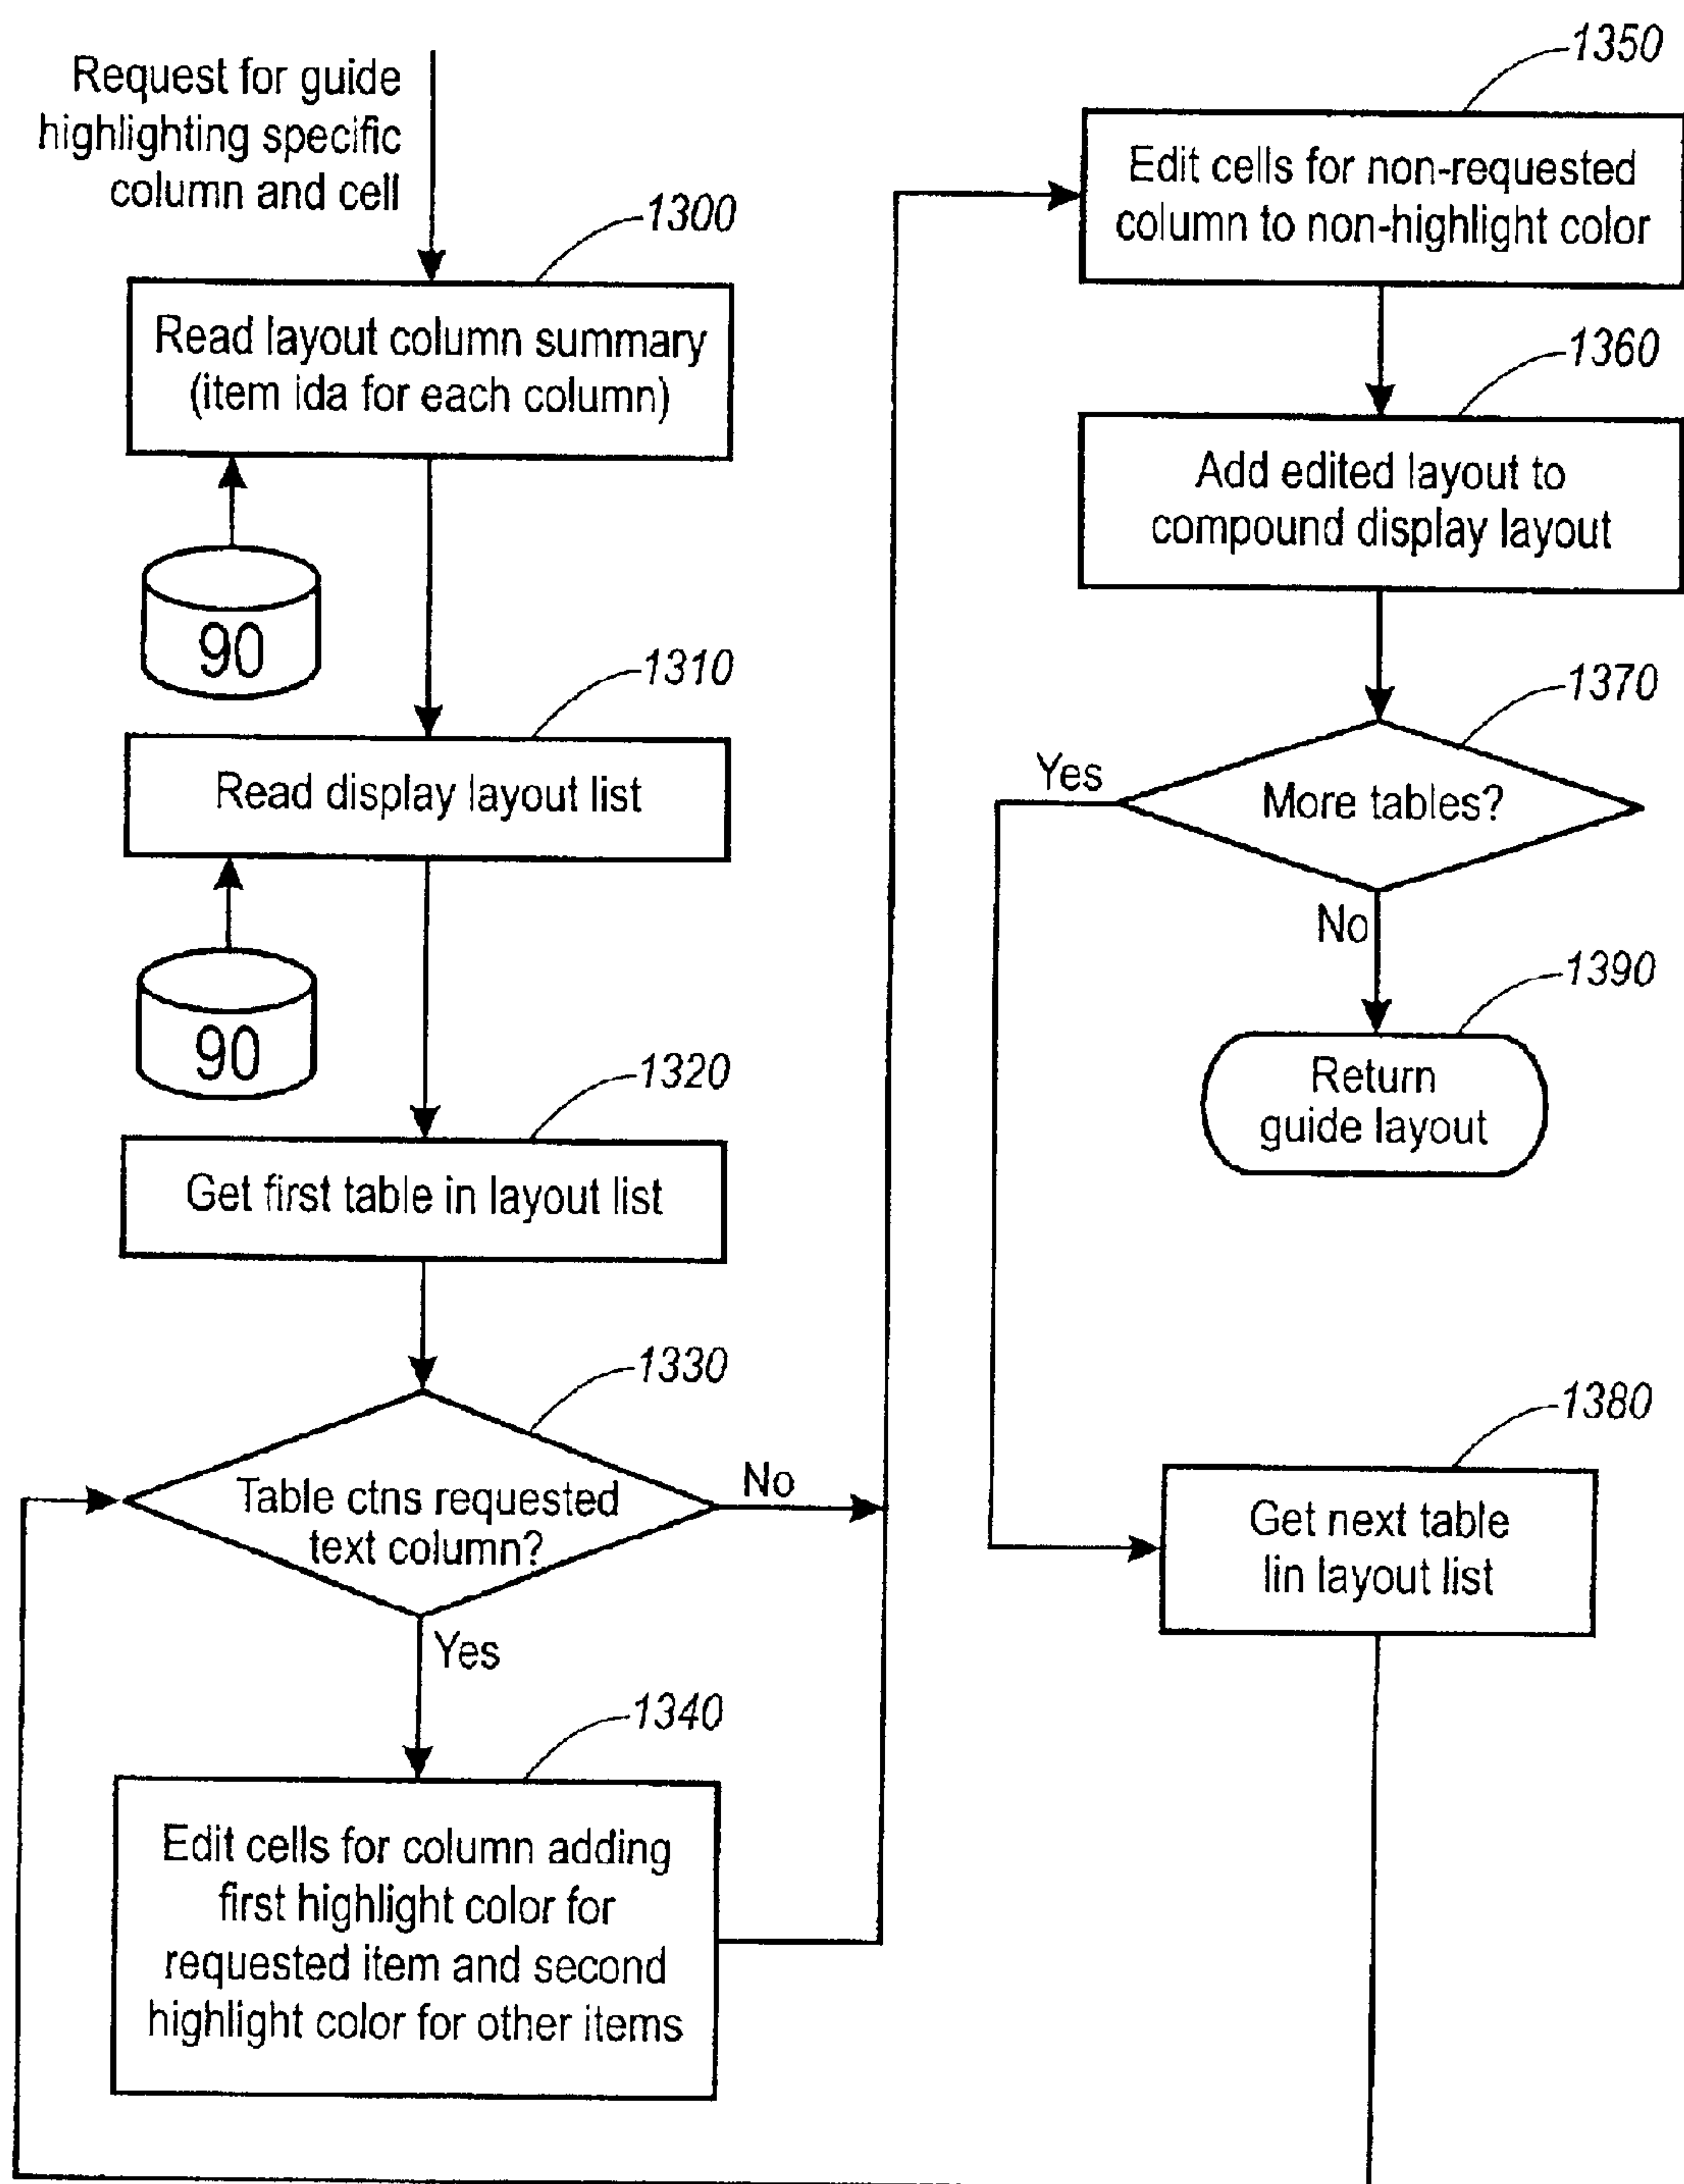 Request for guide
highlighting specific
column and cell
1300
Read layout column summary
(item ida for each column)
90
1310
Read display layout list
90
1320
Get first table in layout list
1330
Table ctns requested
text column?
No
Yes
1340
Edit cells for column adding
first highlight color for
requested item and second
highlight color for other items
1350
Edit cells for non-requested
column to non-highlight color
1360
Add edited layout to
compound display layout
1370
More tables?
Yes
No
1390
Return
guide layout
1380
Get next table
lin layout list